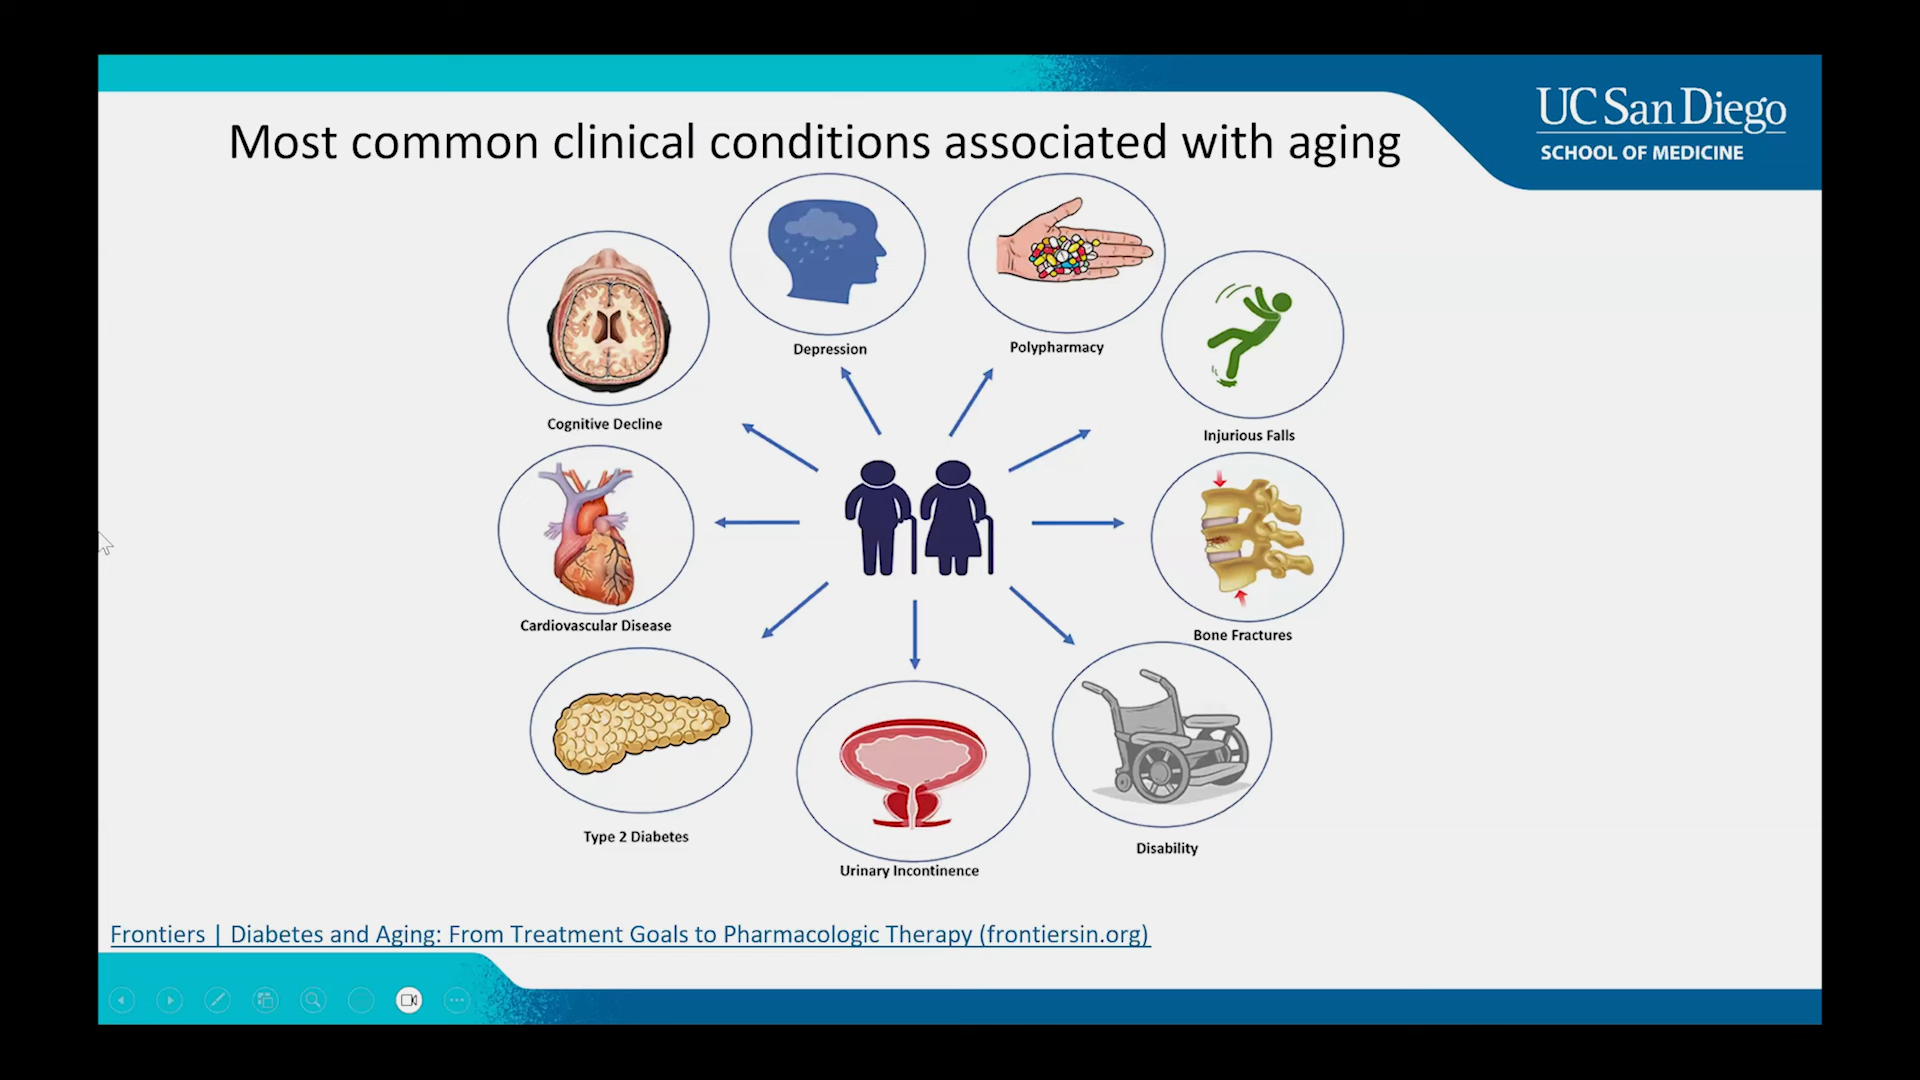 UC San Diego
SCHOOL OF MEDICINE
Most common clinical conditions associated with aging
Depression
Polypharmacy
Cognitive Decline
Injurious Falls
Cardiovascular Disease
Bone Fractures
Type 2 Diabetes
Urinary Incontinence
Disability
Frontiers | Diabetes and Aging: From Treatment Goals to Pharmacologic Therapy (frontiersin.org)